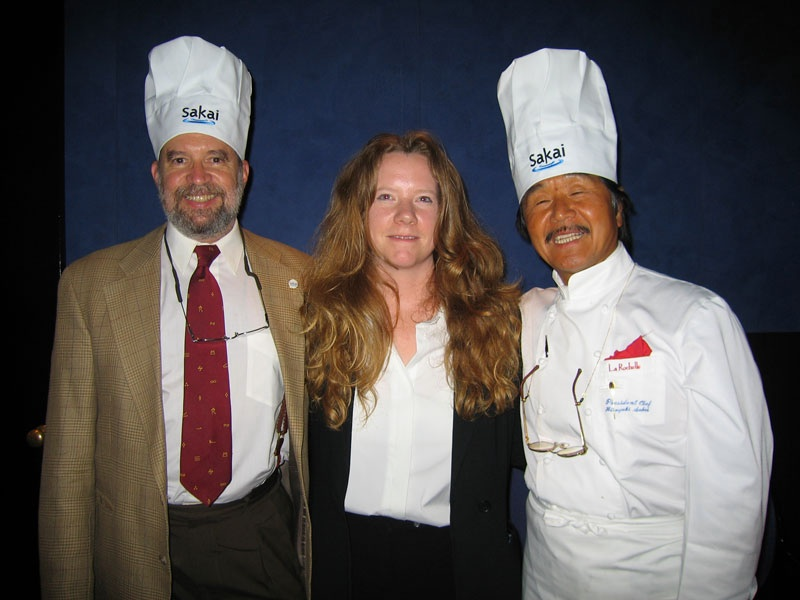 sakai
sakai
La Rochelle
President Chef